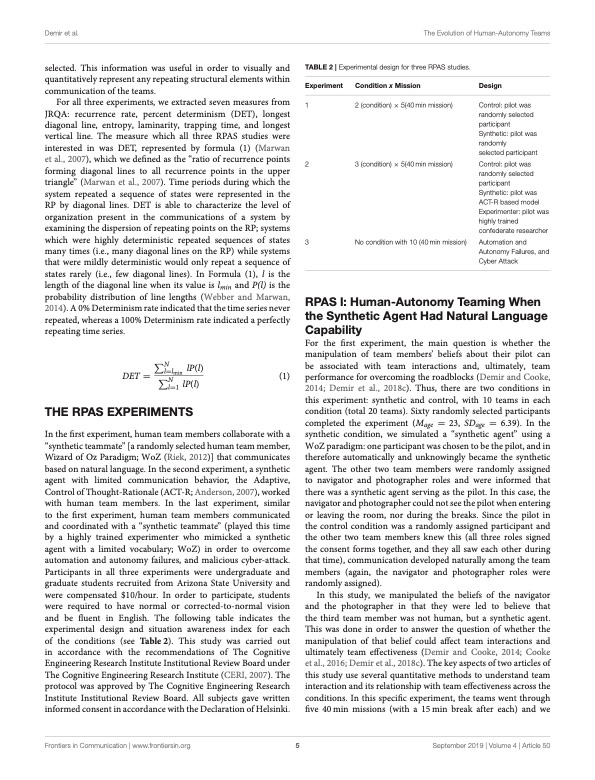 Demir et al.
The Evolution of Human-Autonomy Teams
selected. This information was useful in order to visually and
quantitatively represent any repeating structural elements within
communication of the teams.
For all three experiments, we extracted seven measures from
JRQA: recurrence rate, percent determinism (DET), longest
diagonal line, entropy, laminarity, trapping time, and longest
vertical line. The measure which all three RPAS studies were
interested in was DET, represented by formula (1) (Marwan
et al., 2007), which we defined as the “ratio of recurrence points
forming diagonal lines to all recurrence points in the upper
triangle” (Marwan et al., 2007). Time periods during which the
system repeated a sequence of states were represented in the
RP by diagonal lines. DET is able to characterize the level of
organization present in the communications of a system by
examining the dispersion of repeating points on the RP; systems
which were highly deterministic repeated sequences of states
many times (i.e., many diagonal lines on the RP) while systems
that were mildly deterministic would only repeat a sequence of
states rarely (i.e., few diagonal lines). In Formula (1), l is the
length of the diagonal line when its value is lmin and P(l) is the
probability distribution of line lengths (Webber and Marwan,
2014). A 0% Determinism rate indicated that the time series never
repeated, whereas a 100% Determinism rate indicated a perfectly
repeating time series.
DET = ∑ᴺl=lmin lP(l) / ∑ᴺl=1 lP(l) (1)
THE RPAS EXPERIMENTS
In the first experiment, human team members collaborate with a
“synthetic teammate” [a randomly selected human team member,
Wizard of Oz Paradigm; WoZ (Riek, 2012)] that communicates
based on natural language. In the second experiment, a synthetic
agent with limited communication behavior, the Adaptive,
Control of Thought-Rationale (ACT-R; Anderson, 2007), worked
with human team members. In the last experiment, similar
to the first experiment, human team members communicated
and coordinated with a “synthetic teammate” (played this time
by a highly trained experimenter who mimicked a synthetic
agent with a limited vocabulary; WoZ) in order to overcome
automation and autonomy failures, and malicious cyber-attack.
Participants in all three experiments were undergraduate and
graduate students recruited from Arizona State University and
were compensated $10/hour. In order to participate, students
were required to have normal or corrected-to-normal vision
and be fluent in English. The following table indicates the
experimental design and situation awareness index for each
of the conditions (see Table 2). This study was carried out
in accordance with the recommendations of The Cognitive
Engineering Research Institute Institutional Review Board under
The Cognitive Engineering Research Institute (CERI, 2007). The
protocol was approved by The Cognitive Engineering Research
Institute Institutional Review Board. All subjects gave written
informed consent in accordance with the Declaration of Helsinki.
TABLE 2 | Experimental design for three RPAS studies.
Experiment Condition x Mission Design
1 2 (condition) × 5(40 min mission) Control: pilot was
randomly selected
participant
Synthetic: pilot was
randomly
selected participant
2 3 (condition) × 5(40 min mission) Control: pilot was
randomly selected
participant
Synthetic: pilot was
ACT-R based model
Experimenter: pilot was
highly trained
confederate researcher
3 No condition with 10 (40 min mission) Automation and
Autonomy Failures, and
Cyber Attack
RPAS I: Human-Autonomy Teaming When
the Synthetic Agent Had Natural Language
Capability
For the first experiment, the main question is whether the
manipulation of team members’ beliefs about their pilot can
be associated with team interactions and, ultimately, team
performance for overcoming the roadblocks (Demir and Cooke,
2014; Demir et al., 2018c). Thus, there are two conditions in
this experiment: synthetic and control, with 10 teams in each
condition (total 20 teams). Sixty randomly selected participants
completed the experiment (Mage = 23, SDage = 6.39). In the
synthetic condition, we simulated a “synthetic agent” using a
WoZ paradigm: one participant was chosen to be the pilot, and in
therefore automatically and unknowingly became the synthetic
agent. The other two team members were randomly assigned
to navigator and photographer roles and were informed that
there was a synthetic agent serving as the pilot. In this case, the
navigator and photographer could not see the pilot when entering
or leaving the room, nor during the breaks. Since the pilot in
the control condition was a randomly assigned participant and
the other two team members knew this (all three roles signed
the consent forms together, and they all saw each other during
that time), communication developed naturally among the team
members (again, the navigator and photographer roles were
randomly assigned).
In this study, we manipulated the beliefs of the navigator
and the photographer in that they were led to believe that
the third team member was not human, but a synthetic agent.
This was done in order to answer the question of whether the
manipulation of that belief could affect team interactions and
ultimately team effectiveness (Demir and Cooke, 2014; Cooke
et al., 2016; Demir et al., 2018c). The key aspects of two articles of
this study use several quantitative methods to understand team
interaction and its relationship with team effectiveness across the
conditions. In this specific experiment, the teams went through
five 40 min missions (with a 15 min break after each) and we
Frontiers in Communication | www.frontiersin.org
5
September 2019 | Volume 4 | Article 50